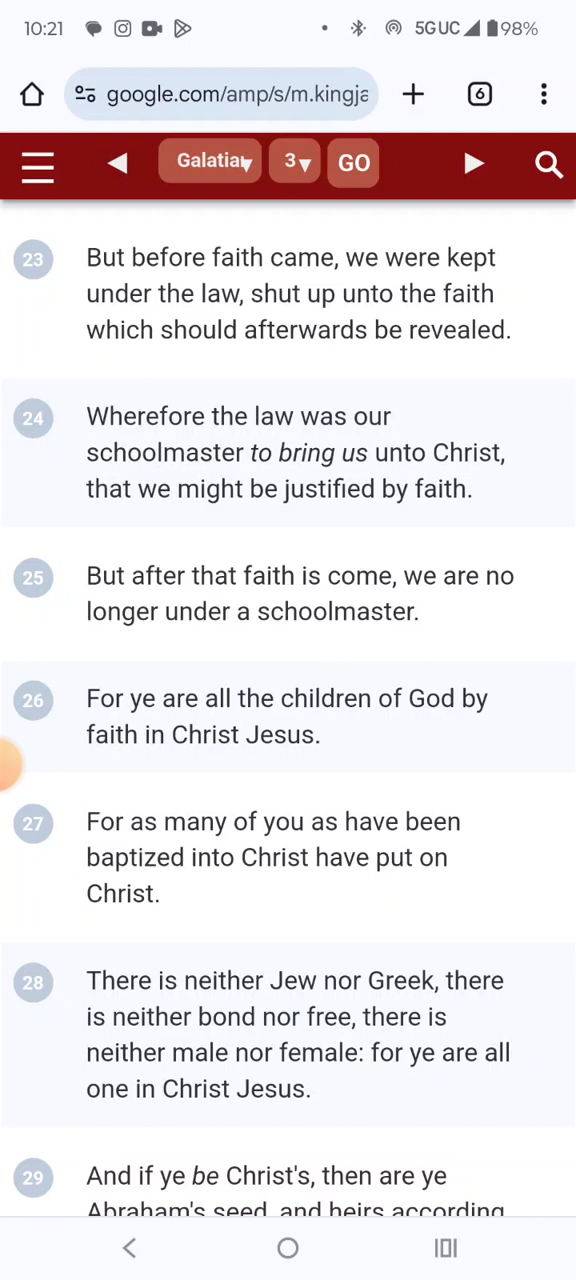 10:21 5G UC 98%
google.com/amp/s/m.kingja
6
Galatia 3 GO
23 But before faith came, we were kept
under the law, shut up unto the faith
which should afterwards be revealed.
24 Wherefore the law was our
schoolmaster to bring us unto Christ,
that we might be justified by faith.
25 But after that faith is come, we are no
longer under a schoolmaster.
26 For ye are all the children of God by
faith in Christ Jesus.
27 For as many of you as have been
baptized into Christ have put on
Christ.
28 There is neither Jew nor Greek, there
is neither bond nor free, there is
neither male nor female: for ye are all
one in Christ Jesus.
29 And if ye be Christ's, then are ye
Abraham's seed, and heirs according